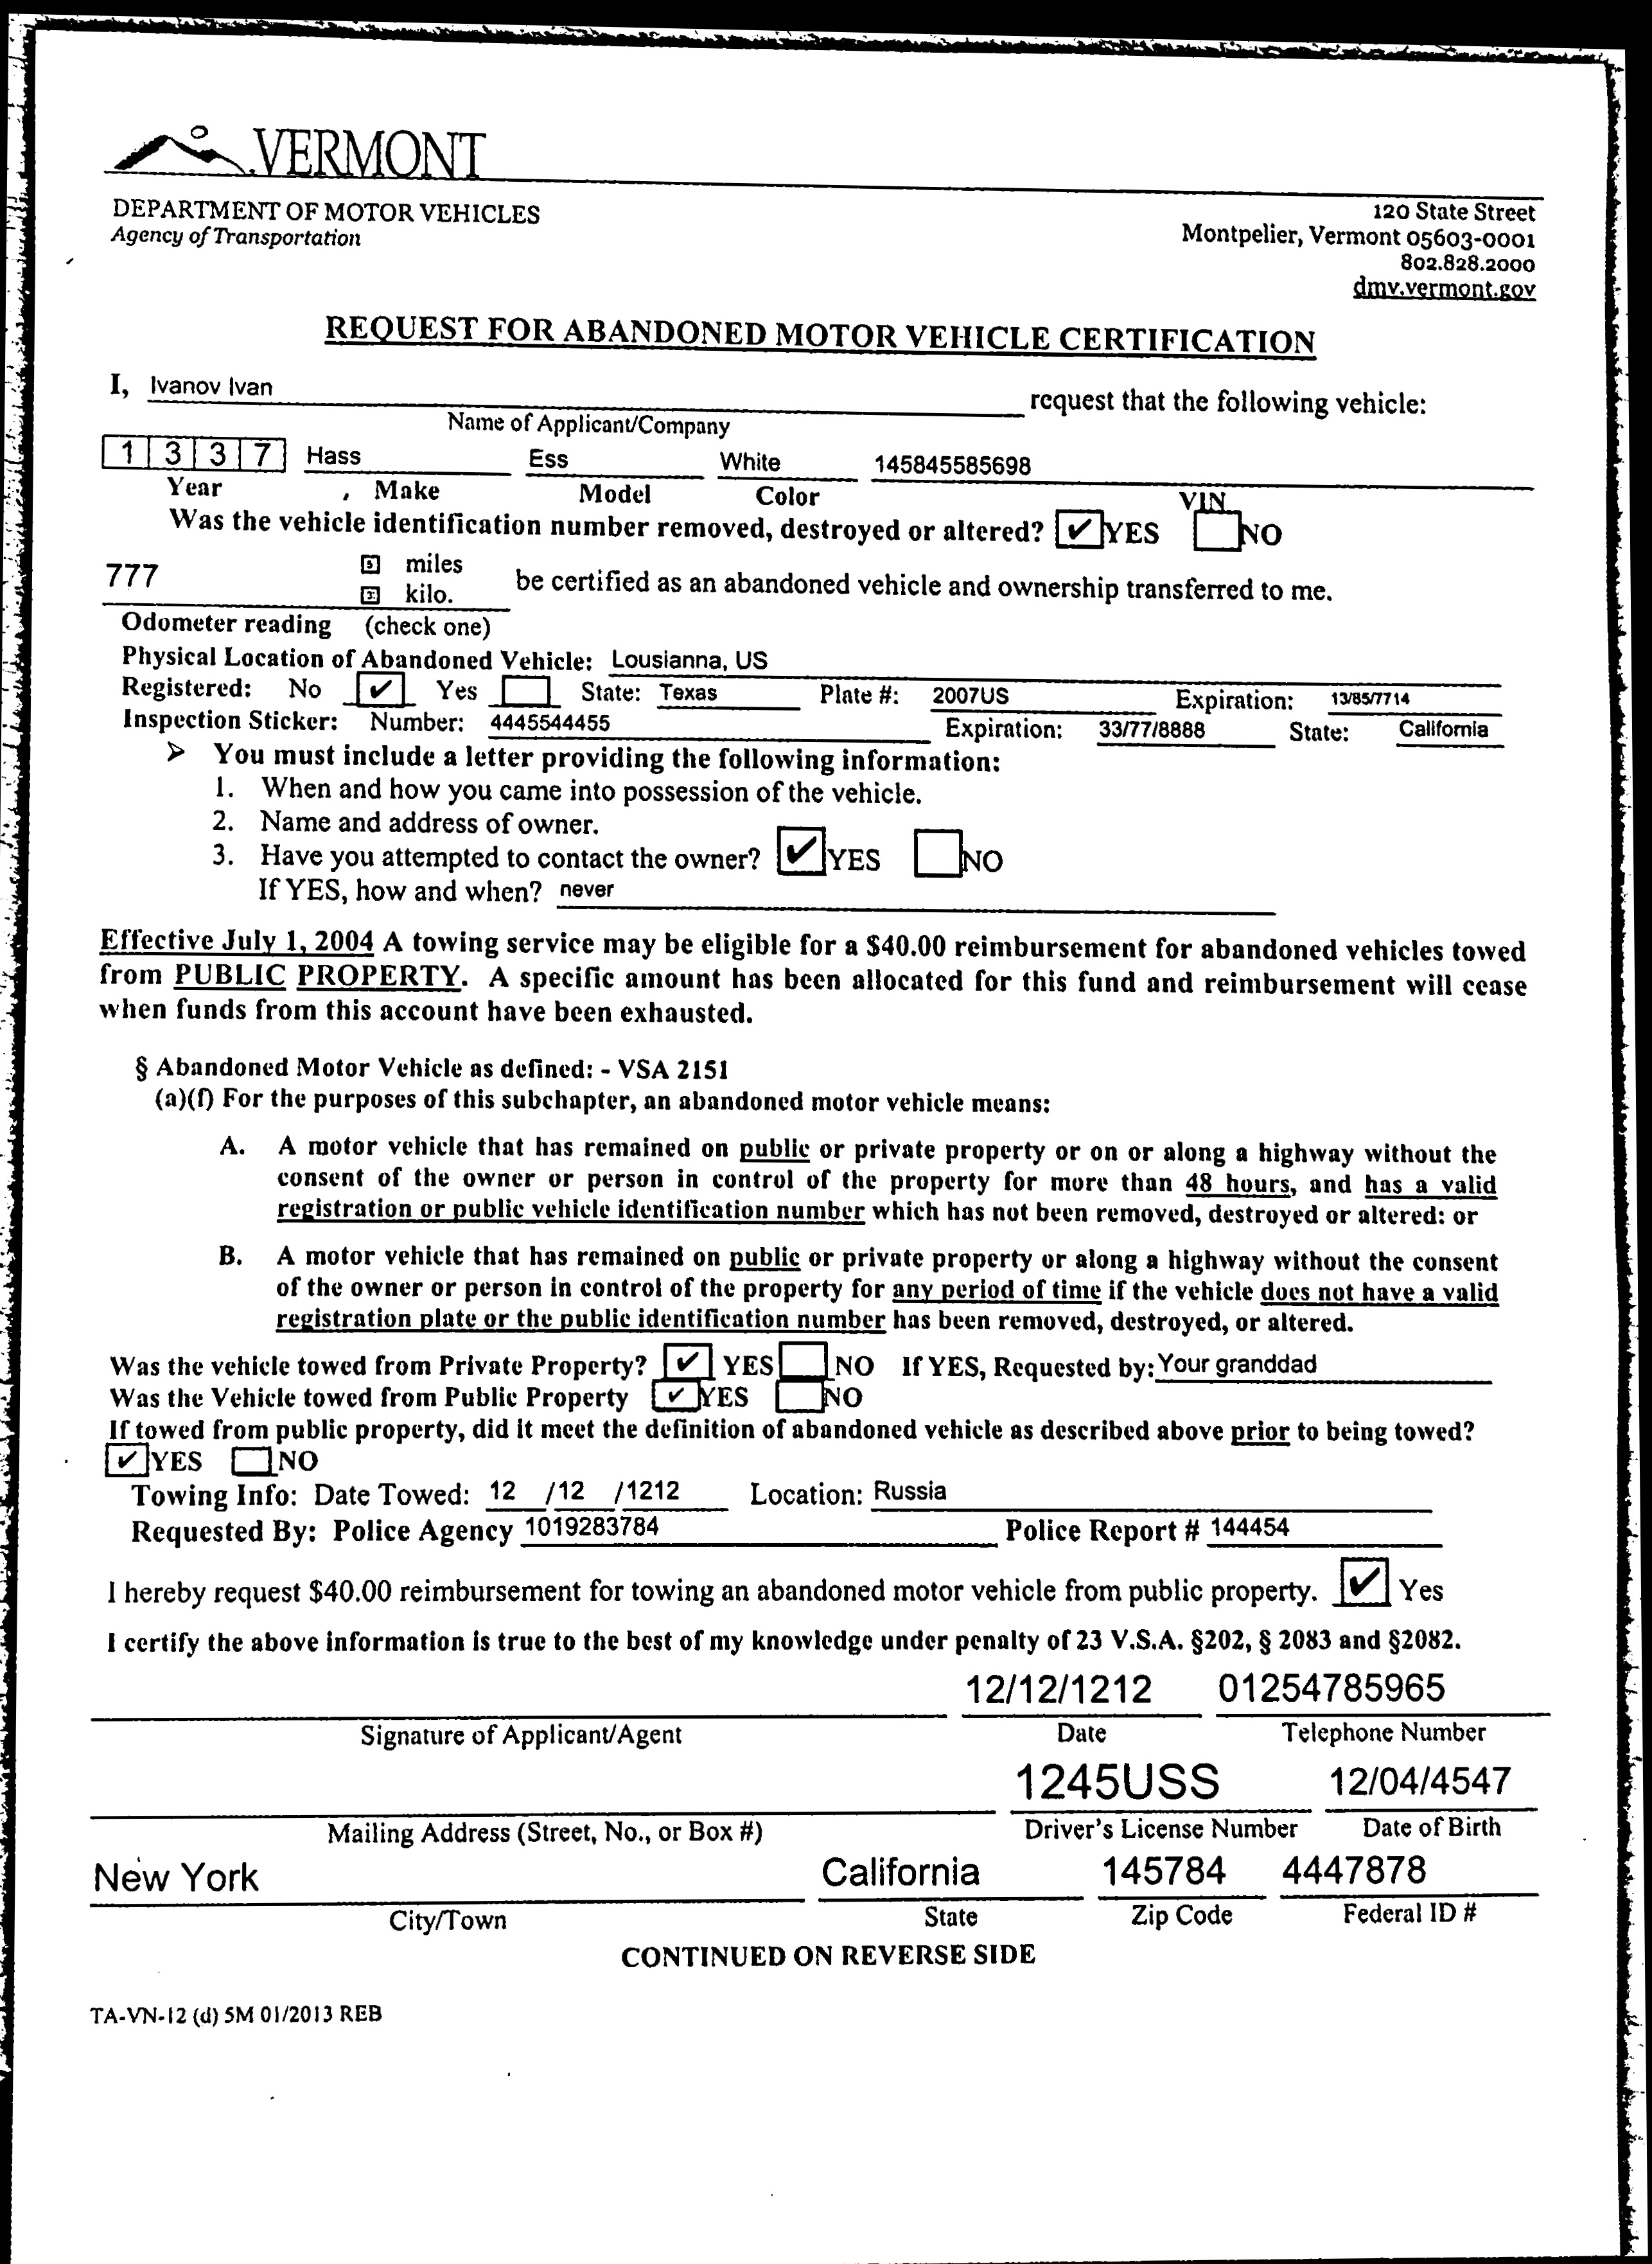 VERMONT
DEPARTMENT OF MOTOR VEHICLES
Agency of Transportation
120 State Street
Montpelier, Vermont 05603-0001
802.828.2000
dmv.vermont.gov
REQUEST FOR ABANDONED MOTOR VEHICLE CERTIFICATION
I, Ivanov Ivan request that the following vehicle:
Name of Applicant/Company
1 3 3 7 Hass Ess White 145845585698
Year , Make Model Color VIN
Was the vehicle identification number removed, destroyed or altered? ✔ YES NO
777 miles
kilo. be certified as an abandoned vehicle and ownership transferred to me.
Odometer reading (check one)
Physical Location of Abandoned Vehicle: Lousianna, US
Registered: No ✔ Yes State: Texas Plate #: 2007US Expiration: 13/85/7714
Inspection Sticker: Number: 4445544455 Expiration: 33/77/8888 State: California
➢ You must include a letter providing the following information:
1. When and how you came into possession of the vehicle.
2. Name and address of owner.
3. Have you attempted to contact the owner? ✔ YES NO
If YES, how and when? never
Effective July 1, 2004 A towing service may be eligible for a $40.00 reimbursement for abandoned vehicles towed
from PUBLIC PROPERTY. A specific amount has been allocated for this fund and reimbursement will cease
when funds from this account have been exhausted.
§ Abandoned Motor Vehicle as defined: - VSA 2151
(a)(f) For the purposes of this subchapter, an abandoned motor vehicle means:
A. A motor vehicle that has remained on public or private property or on or along a highway without the
consent of the owner or person in control of the property for more than 48 hours, and has a valid
registration or public vehicle identification number which has not been removed, destroyed or altered: or
B. A motor vehicle that has remained on public or private property or along a highway without the consent
of the owner or person in control of the property for any period of time if the vehicle does not have a valid
registration plate or the public identification number has been removed, destroyed, or altered.
Was the vehicle towed from Private Property? ✔ YES NO If YES, Requested by: Your granddad
Was the Vehicle towed from Public Property ✔ YES NO
If towed from public property, did it meet the definition of abandoned vehicle as described above prior to being towed?
✔ YES NO
Towing Info: Date Towed: 12 /12 /1212 Location: Russia
Requested By: Police Agency 1019283784 Police Report # 144454
I hereby request $40.00 reimbursement for towing an abandoned motor vehicle from public property. ✔ Yes
I certify the above information is true to the best of my knowledge under penalty of 23 V.S.A. §202, § 2083 and §2082.
12/12/1212 01254785965
Signature of Applicant/Agent Date Telephone Number
1245USS 12/04/4547
Mailing Address (Street, No., or Box #) Driver's License Number Date of Birth
New York California 145784 4447878
City/Town State Zip Code Federal ID #
CONTINUED ON REVERSE SIDE
TA-VN-12 (d) 5M 01/2013 REB